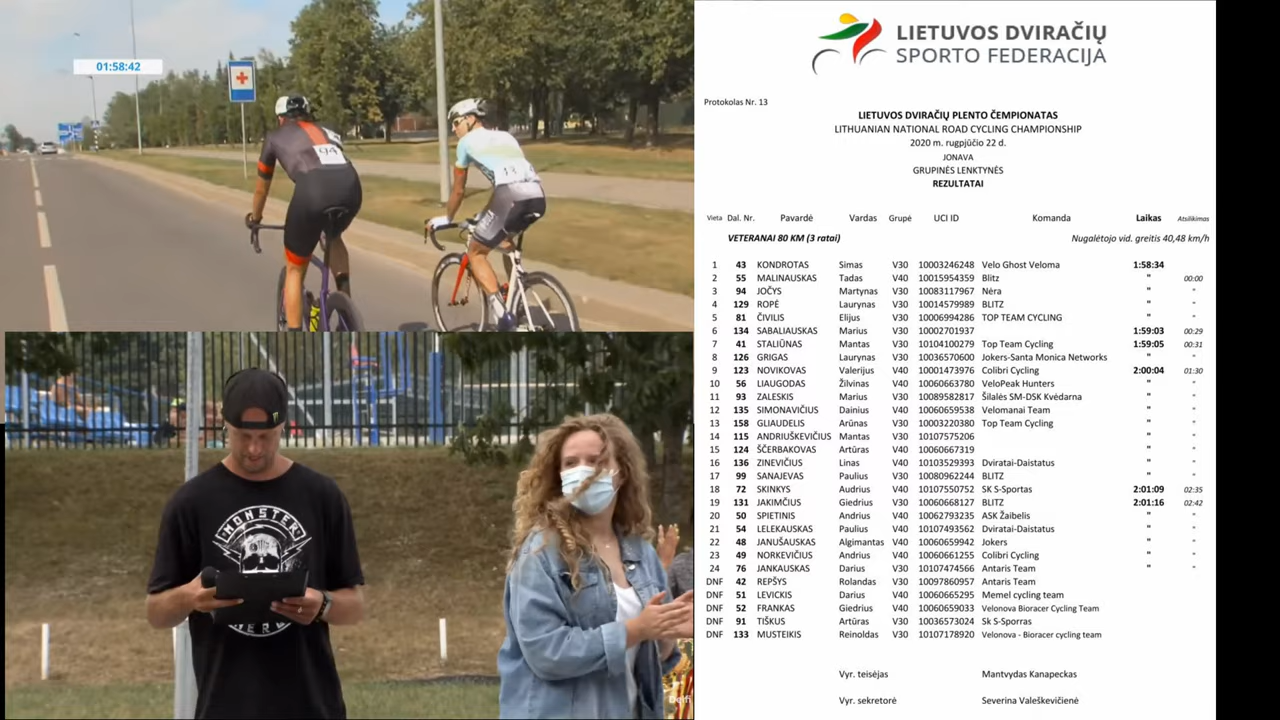 01:58:42
94
13
MONSTER
Delfi
LIETUVOS DVIRAČIŲ
SPORTO FEDERACIJA
Protokolas Nr. 13
LIETUVOS DVIRAČIŲ PLENTO ČEMPIONATAS
LITHUANIAN NATIONAL ROAD CYCLING CHAMPIONSHIP
2020 m. rugpjūčio 22 d.
JONAVA
GRUPINĖS LENKTYNĖS
REZULTATAI
Vieta Dal. Nr. Pavardė Vardas Grupė UCI ID Komanda Laikas Atsilikimas
VETERANAI 80 KM (3 ratai) Nugalėtojo vid. greitis 40,48 km/h
1 43 KONDROTAS Simas V30 10003246248 Velo Ghost Veloma 1:58:34
2 55 MALINAUSKAS Tadas V40 10015954359 Blitz " 00:00
3 94 JOČYS Martynas V30 10083117967 Nėra " "
4 129 ROPĖ Laurynas V30 10014579989 BLITZ " "
5 81 ČIVILIS Elijus V30 10006994286 TOP TEAM CYCLING " "
6 134 SABALIAUSKAS Marius V30 10002701937 1:59:03 00:29
7 41 STALIŪNAS Mantas V30 10104100279 Top Team Cycling 1:59:05 00:31
8 126 GRIGAS Laurynas V30 10036570600 Jokers-Santa Monica Networks " "
9 123 NOVIKOVAS Valerijus V40 10001473976 Colibri Cycling 2:00:04 01:30
10 56 LIAUGODAS Žilvinas V40 10060663780 VeloPeak Hunters " "
11 93 ZALESKIS Marius V30 10089582817 Šilalės SM-DSK Kvėdarna " "
12 135 SIMONAVIČIUS Dainius V40 10060659538 Velomanai Team " "
13 158 GLIAUDELIS Arūnas V30 10003220380 Top Team Cycling " "
14 115 ANDRIUŠKEVIČIUS Mantas V30 10107575206 " "
15 124 ŠČERBAKOVAS Artūras V40 10060667319 " "
16 136 ZINEVIČIUS Linas V40 10103529393 Dviratai-Daistatus " "
17 99 SANAJEVAS Paulius V30 10080962244 BLITZ " "
18 72 SKINKYS Audrius V40 10107550752 SK S-Sportas 2:01:09 02:35
19 131 JAKIMČIUS Giedrius V30 10060668127 BLITZ 2:01:16 02:42
20 50 SPIETINIS Andrius V40 10062793235 ASK Žaibelis " "
21 54 LELEKAUSKAS Paulius V40 10107493562 Dviratai-Daistatus " "
22 48 JANUŠAUSKAS Algimantas V40 10060659942 Jokers " "
23 49 NORKEVIČIUS Andrius V40 10060661255 Colibri Cycling " "
24 76 JANKAUSKAS Darius V30 10107474566 Antaris Team " "
DNF 42 REPŠYS Rolandas V30 10097860957 Antaris Team
DNF 51 LEVICKIS Darius V40 10060665295 Memel cycling team
DNF 52 FRANKAS Giedrius V40 10060659033 Velonova Bioracer Cycling Team
DNF 91 TIŠKUS Artūras V30 10036573024 Sk S-Sporras
DNF 133 MUSTEIKIS Reinoldas V30 10107178920 Velonova - Bioracer cycling team
Vyr. teisėjas Mantvydas Kanapeckas
Vyr. sekretorė Severina Valeškevičienė